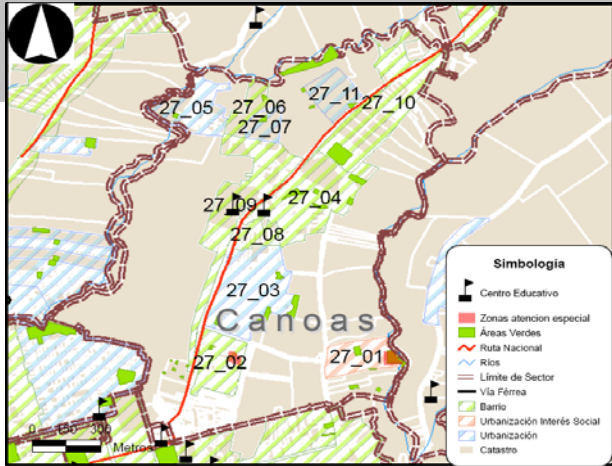 27_05
27_06
27_11
27_10
27_07
27_09
27_04
27_08
27_03
Canoas
27_02
27_01
0 150 300
Metros
Simbología
Centro Educativo
Zonas atencion especial
Áreas Verdes
Ruta Nacional
Ríos
Límite de Sector
Vía Férrea
Barrio
Urbanización Interés Social
Urbanización
Catastro